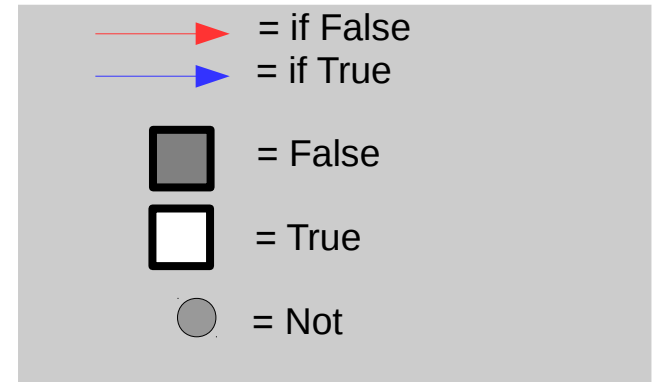 = if False
= if True
= False
= True
= Not